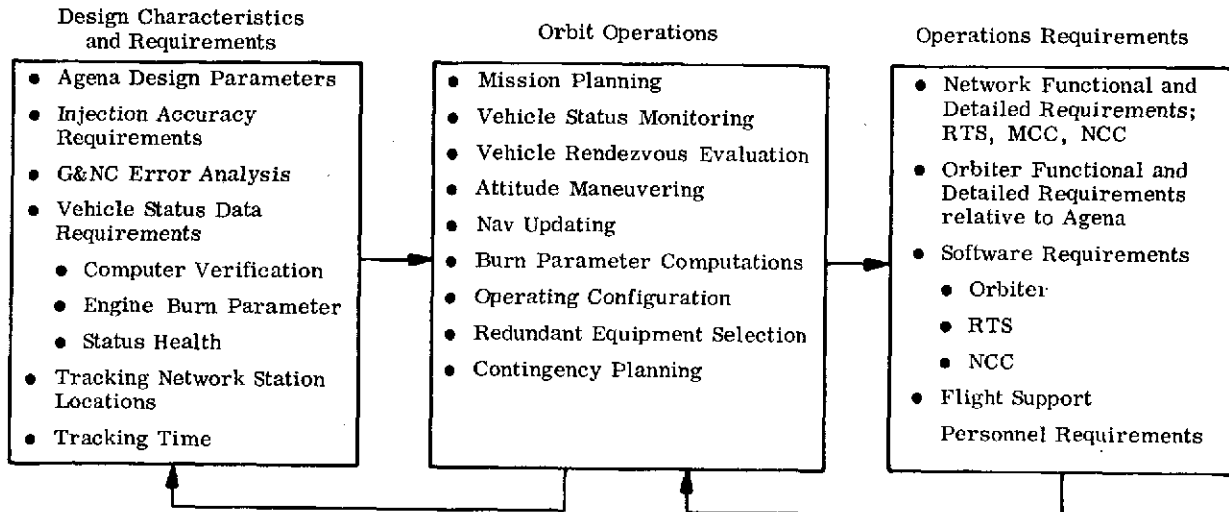 Design Characteristics
and Requirements
• Agena Design Parameters
• Injection Accuracy
Requirements
• G&NC Error Analysis
• Vehicle Status Data
Requirements
• Computer Verification
• Engine Burn Parameter
• Status Health
• Tracking Network Station
Locations
• Tracking Time
Orbit Operations
• Mission Planning
• Vehicle Status Monitoring
• Vehicle Rendezvous Evaluation
• Attitude Maneuvering
• Nav Updating
• Burn Parameter Computations
• Operating Configuration
• Redundant Equipment Selection
• Contingency Planning
Operations Requirements
• Network Functional and
Detailed Requirements;
RTS, MCC, NCC
• Orbiter Functional and
Detailed Requirements
relative to Agena
• Software Requirements
• Orbiter
• RTS
• NCC
• Flight Support
Personnel Requirements